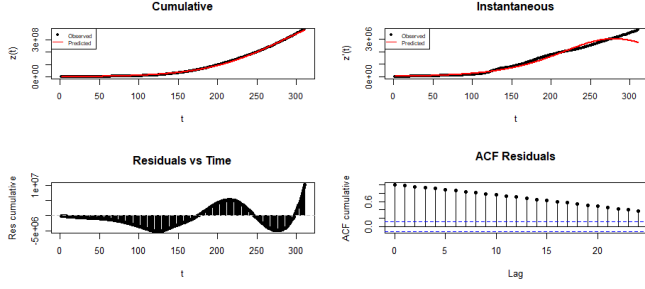 Cumulative
z(t)
0e+00 3e+08
Observed
Predicted
0 50 100 150 200 250 300
t
Instantaneous
z'(t)
0e+00 3e+06
Observed
Predicted
0 50 100 150 200 250 300
t
Residuals vs Time
Res cumulative
-5e+06 1e+07
0 50 100 150 200 250 300
t
ACF Residuals
ACF cumulative
0.0 0.6
0 5 10 15 20
Lag